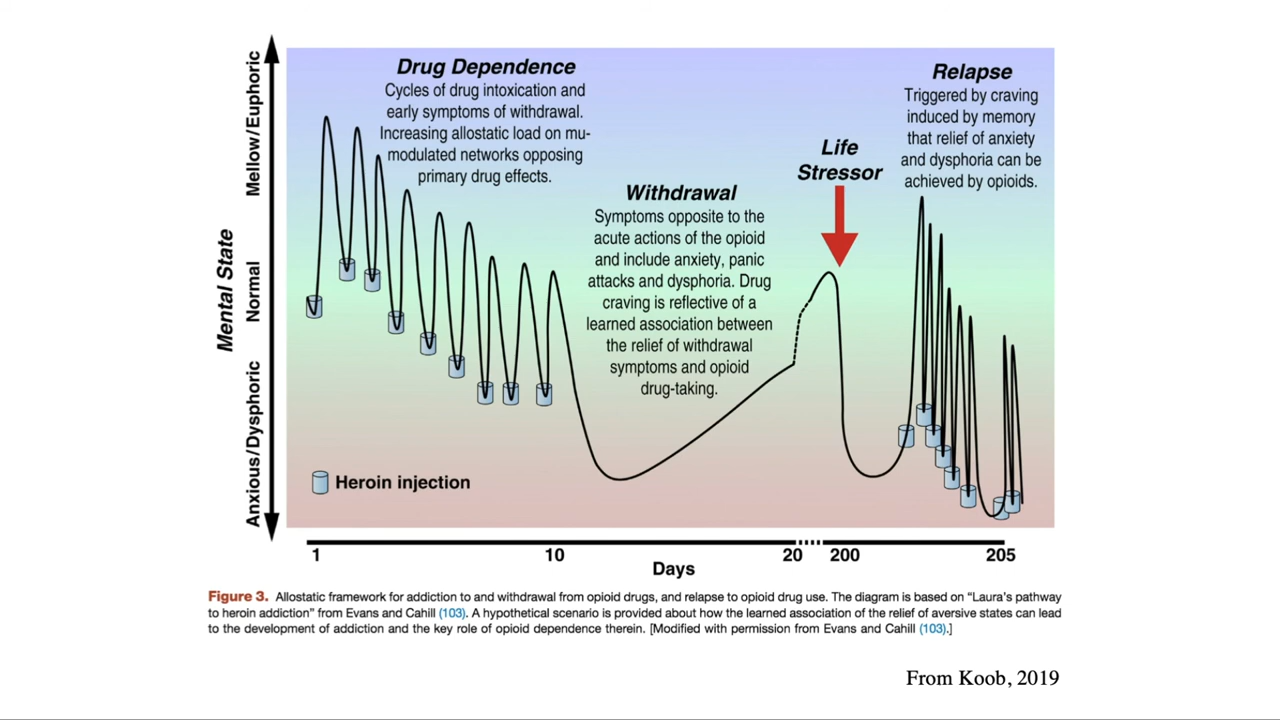 Drug Dependence
Cycles of drug intoxication and
early symptoms of withdrawal.
Increasing allostatic load on mu-
modulated networks opposing
primary drug effects.
Withdrawal
Symptoms opposite to the
acute actions of the opioid
and include anxiety, panic
attacks and dysphoria. Drug
craving is reflective of a
learned association between
the relief of withdrawal
symptoms and opioid
drug-taking.
Life
Stressor
Relapse
Triggered by craving
induced by memory
that relief of anxiety
and dysphoria can be
achieved by opioids.
Mental State
Mellow/Euphoric
Normal
Anxious/Dysphoric
Heroin injection
1
10
20
200
205
Days
Figure 3. Allostatic framework for addiction to and withdrawal from opioid drugs, and relapse to opioid drug use. The diagram is based on “Laura’s pathway
to heroin addiction” from Evans and Cahill (103). A hypothetical scenario is provided about how the learned association of the relief of aversive states can lead
to the development of addiction and the key role of opioid dependence therein. [Modified with permission from Evans and Cahill (103).]
From Koob, 2019